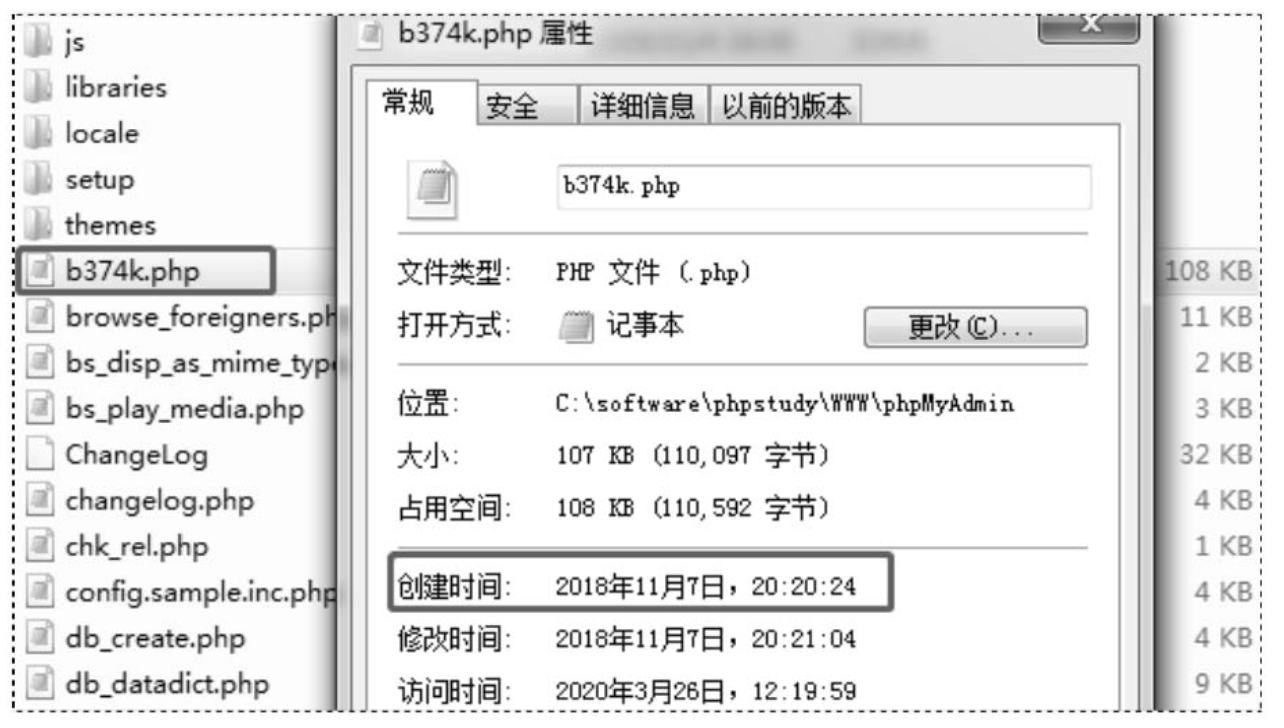 js
libraries
locale
setup
themes
b374k.php
browse_foreigners.ph
bs_disp_as_mime_type
bs_play_media.php
ChangeLog
changelog.php
chk_rel.php
config.sample.inc.php
db_create.php
db_datadict.php
b374k.php 属性
X
常规 安全 详细信息 以前的版本
b374k.php
文件类型: PHP 文件 (.php)
打开方式: 记事本 更改(C)...
位置: C:\software\phpstudy\WWW\phpMyAdmin
大小: 107 KB (110,097 字节)
占用空间: 108 KB (110,592 字节)
创建时间: 2018年11月7日，20:20:24
修改时间: 2018年11月7日，20:21:04
访问时间: 2020年3月26日，12:19:59
108 KB
11 KB
2 KB
3 KB
32 KB
4 KB
1 KB
4 KB
4 KB
9 KB